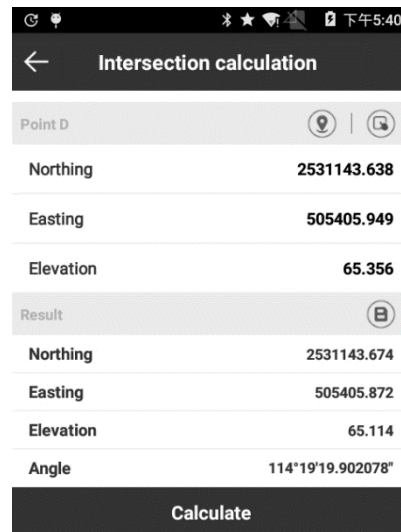 下午5:40
Intersection calculation
Point D
Northing 2531143.638
Easting 505405.949
Elevation 65.356
Result
Northing 2531143.674
Easting 505405.872
Elevation 65.114
Angle 114°19'19.902078"
Calculate